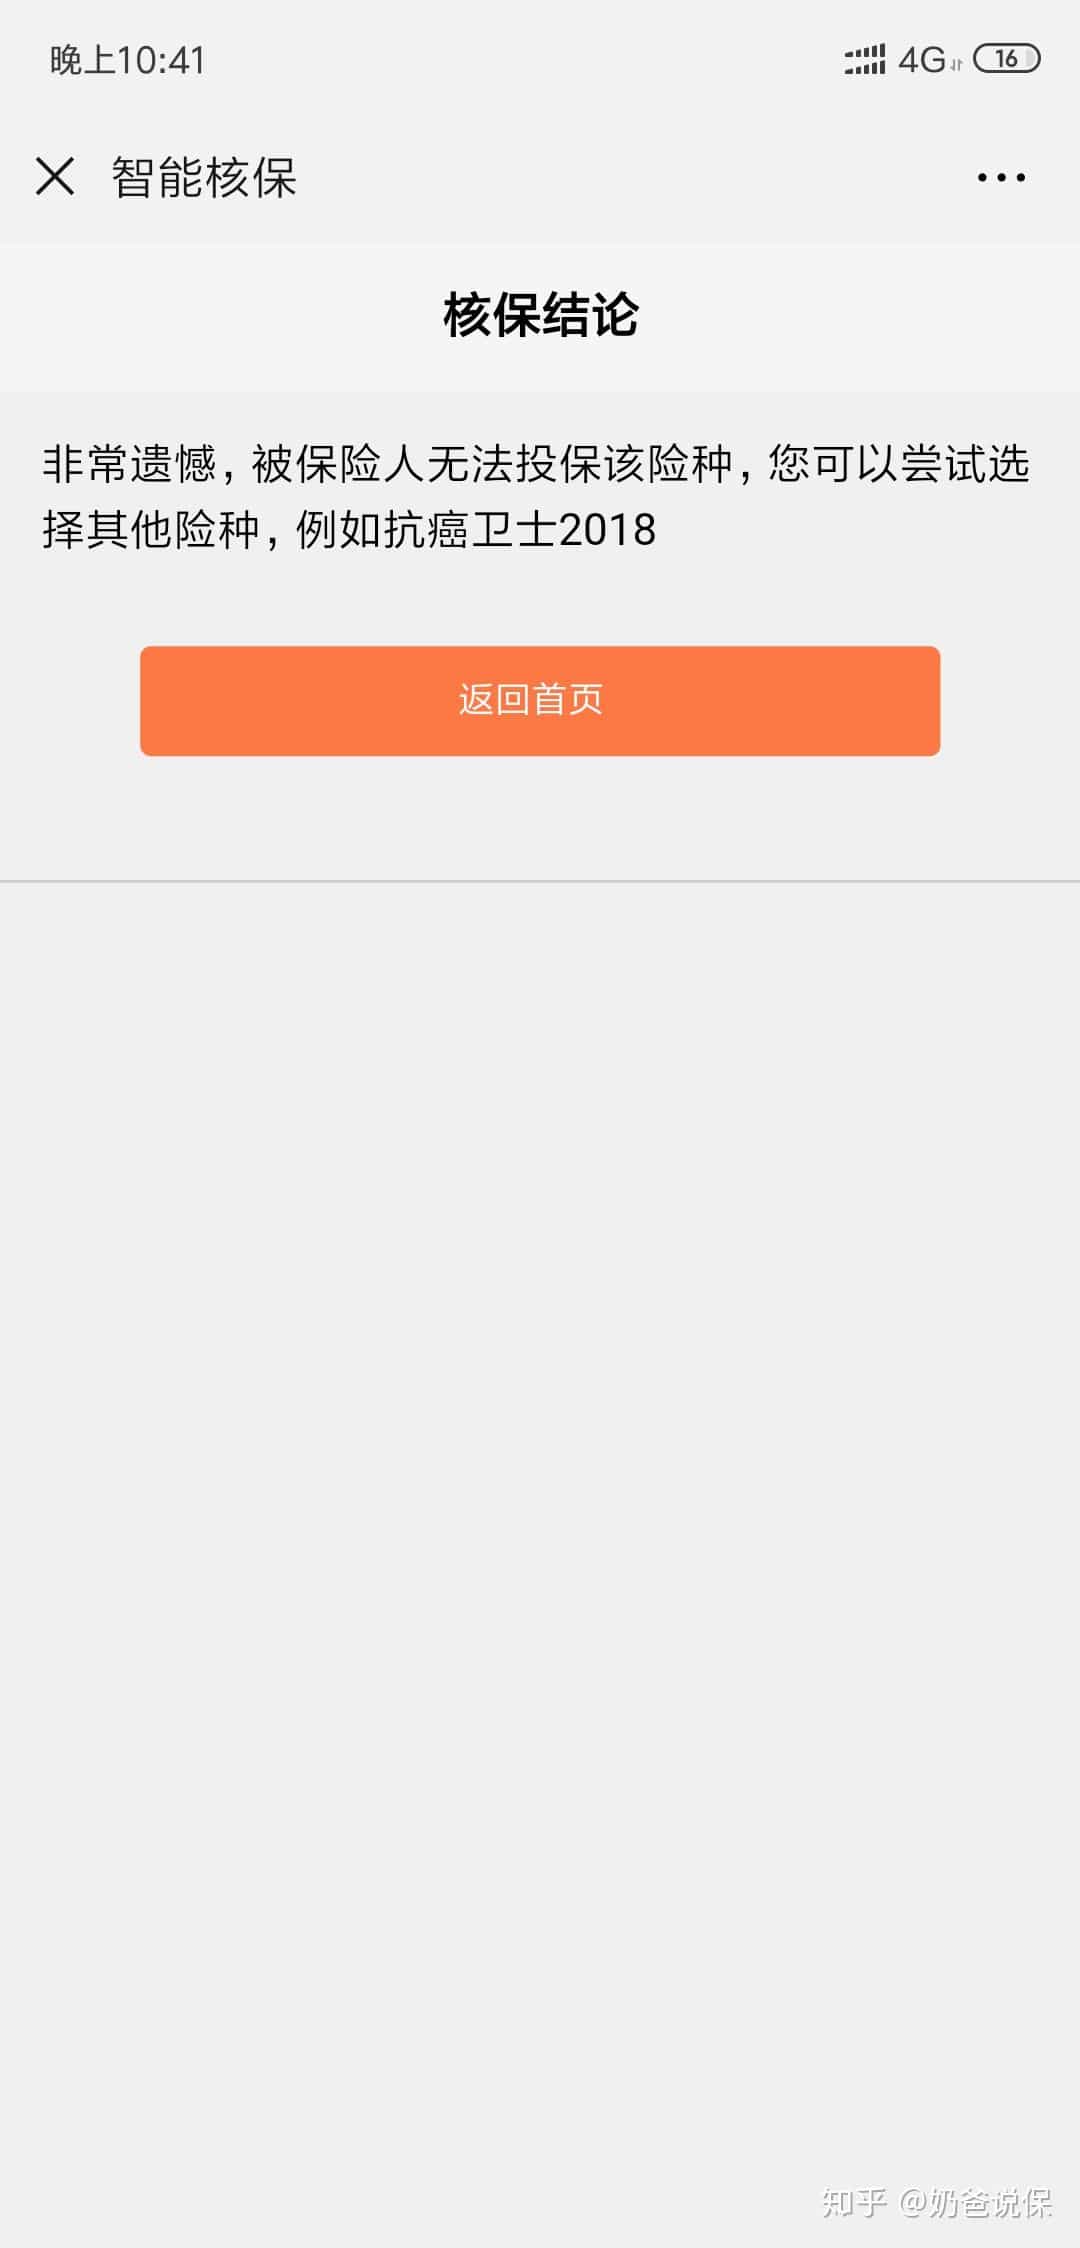 晚上10:41 4G 16
智能核保
核保结论
非常遗憾，被保险人无法投保该险种，您可以尝试选
择其他险种，例如抗癌卫士2018
返回首页
知乎 @奶爸说保